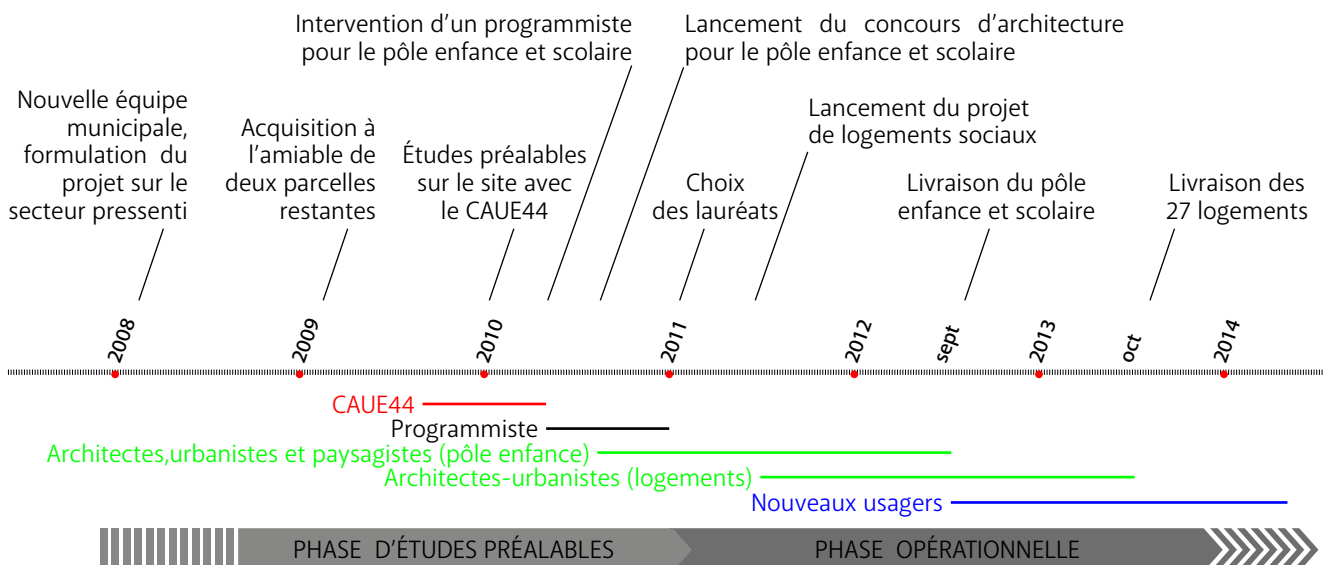 Intervention d'un programmiste
pour le pôle enfance et scolaire
Lancement du concours d'architecture
pour le pôle enfance et scolaire
Nouvelle équipe
municipale,
formulation du
projet sur le
secteur pressenti
Acquisition à
l'amiable de
deux parcelles
restantes
Études préalables
sur le site avec
le CAUE44
Choix
des lauréats
Lancement du projet
de logements sociaux
Livraison du pôle
enfance et scolaire
Livraison des
27 logements
2008
2009
2010
2011
2012
sept
2013
oct
2014
CAUE44
Programmiste
Architectes,urbanistes et paysagistes (pôle enfance)
Architectes-urbanistes (logements)
Nouveaux usagers
PHASE D'ÉTUDES PRÉALABLES
PHASE OPÉRATIONNELLE